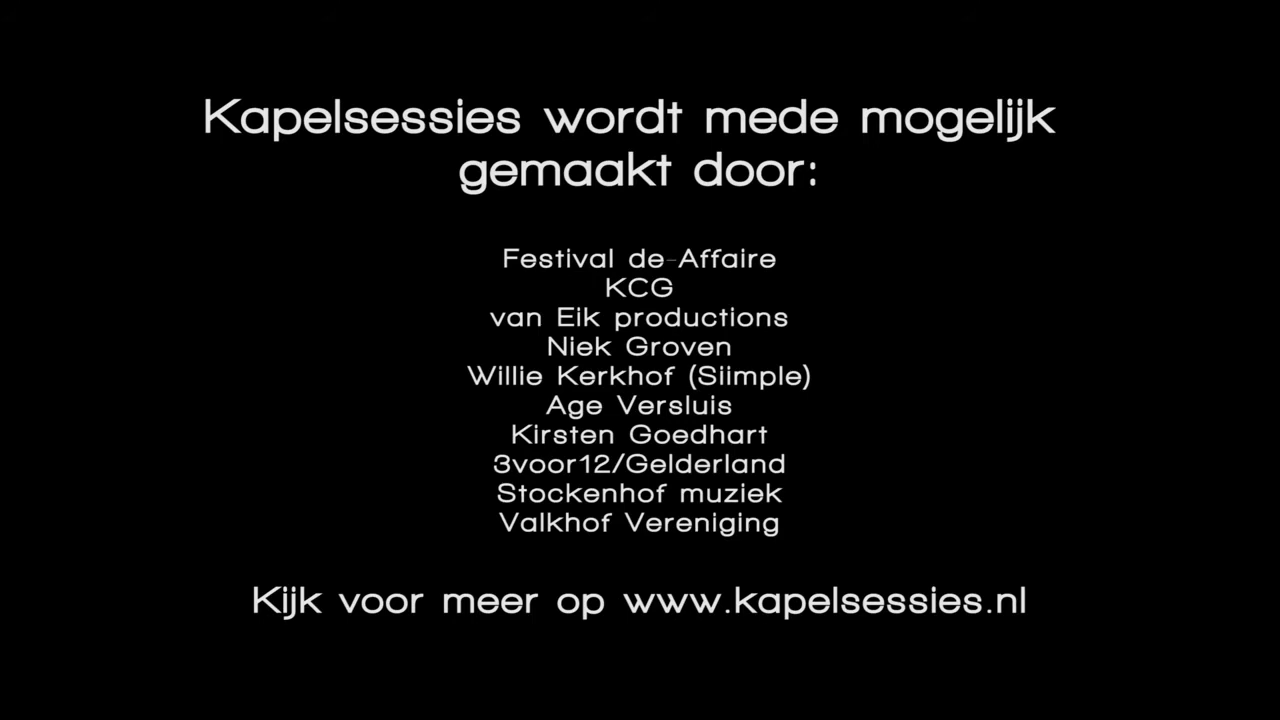 Kapelsessies wordt mede mogelijk
gemaakt door:
Festival de-Affaire
KCG
van Eik productions
Niek Groven
Willie Kerkhof (Siimple)
Age Versluis
Kirsten Goedhart
3voor12/Gelderland
Stockenhof muziek
Valkhof Vereniging
Kijk voor meer op www.kapelsessies.nl